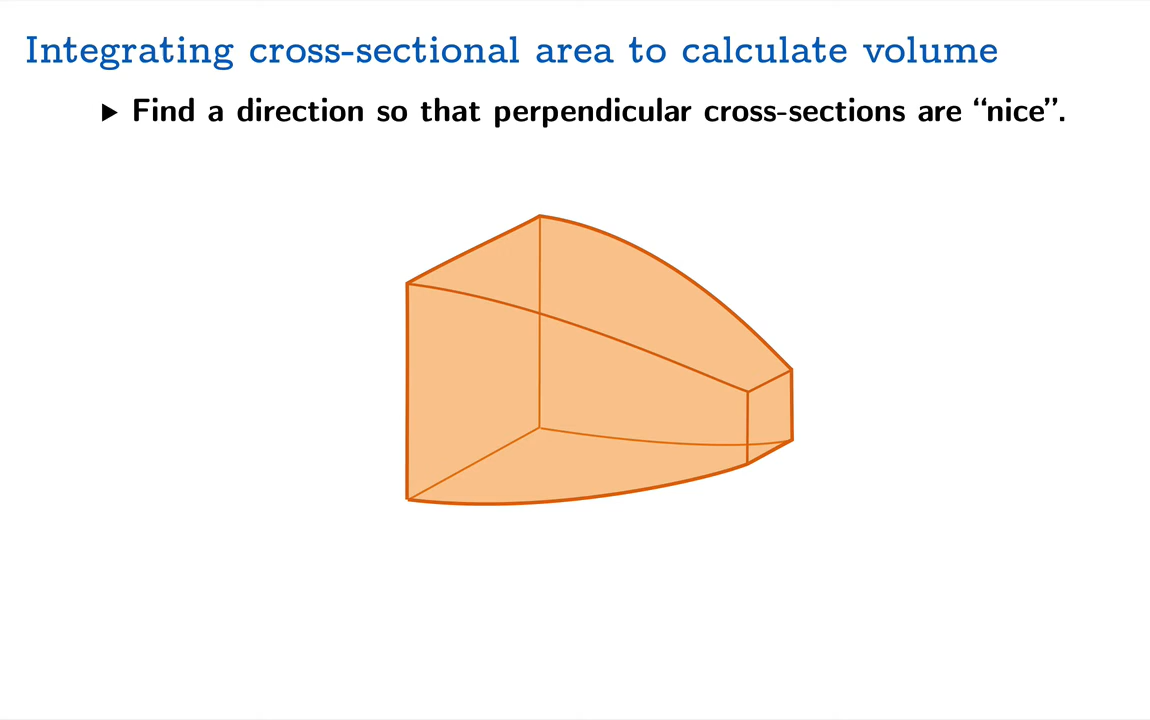 Integrating cross-sectional area to calculate volume
▶ Find a direction so that perpendicular cross-sections are “nice”.